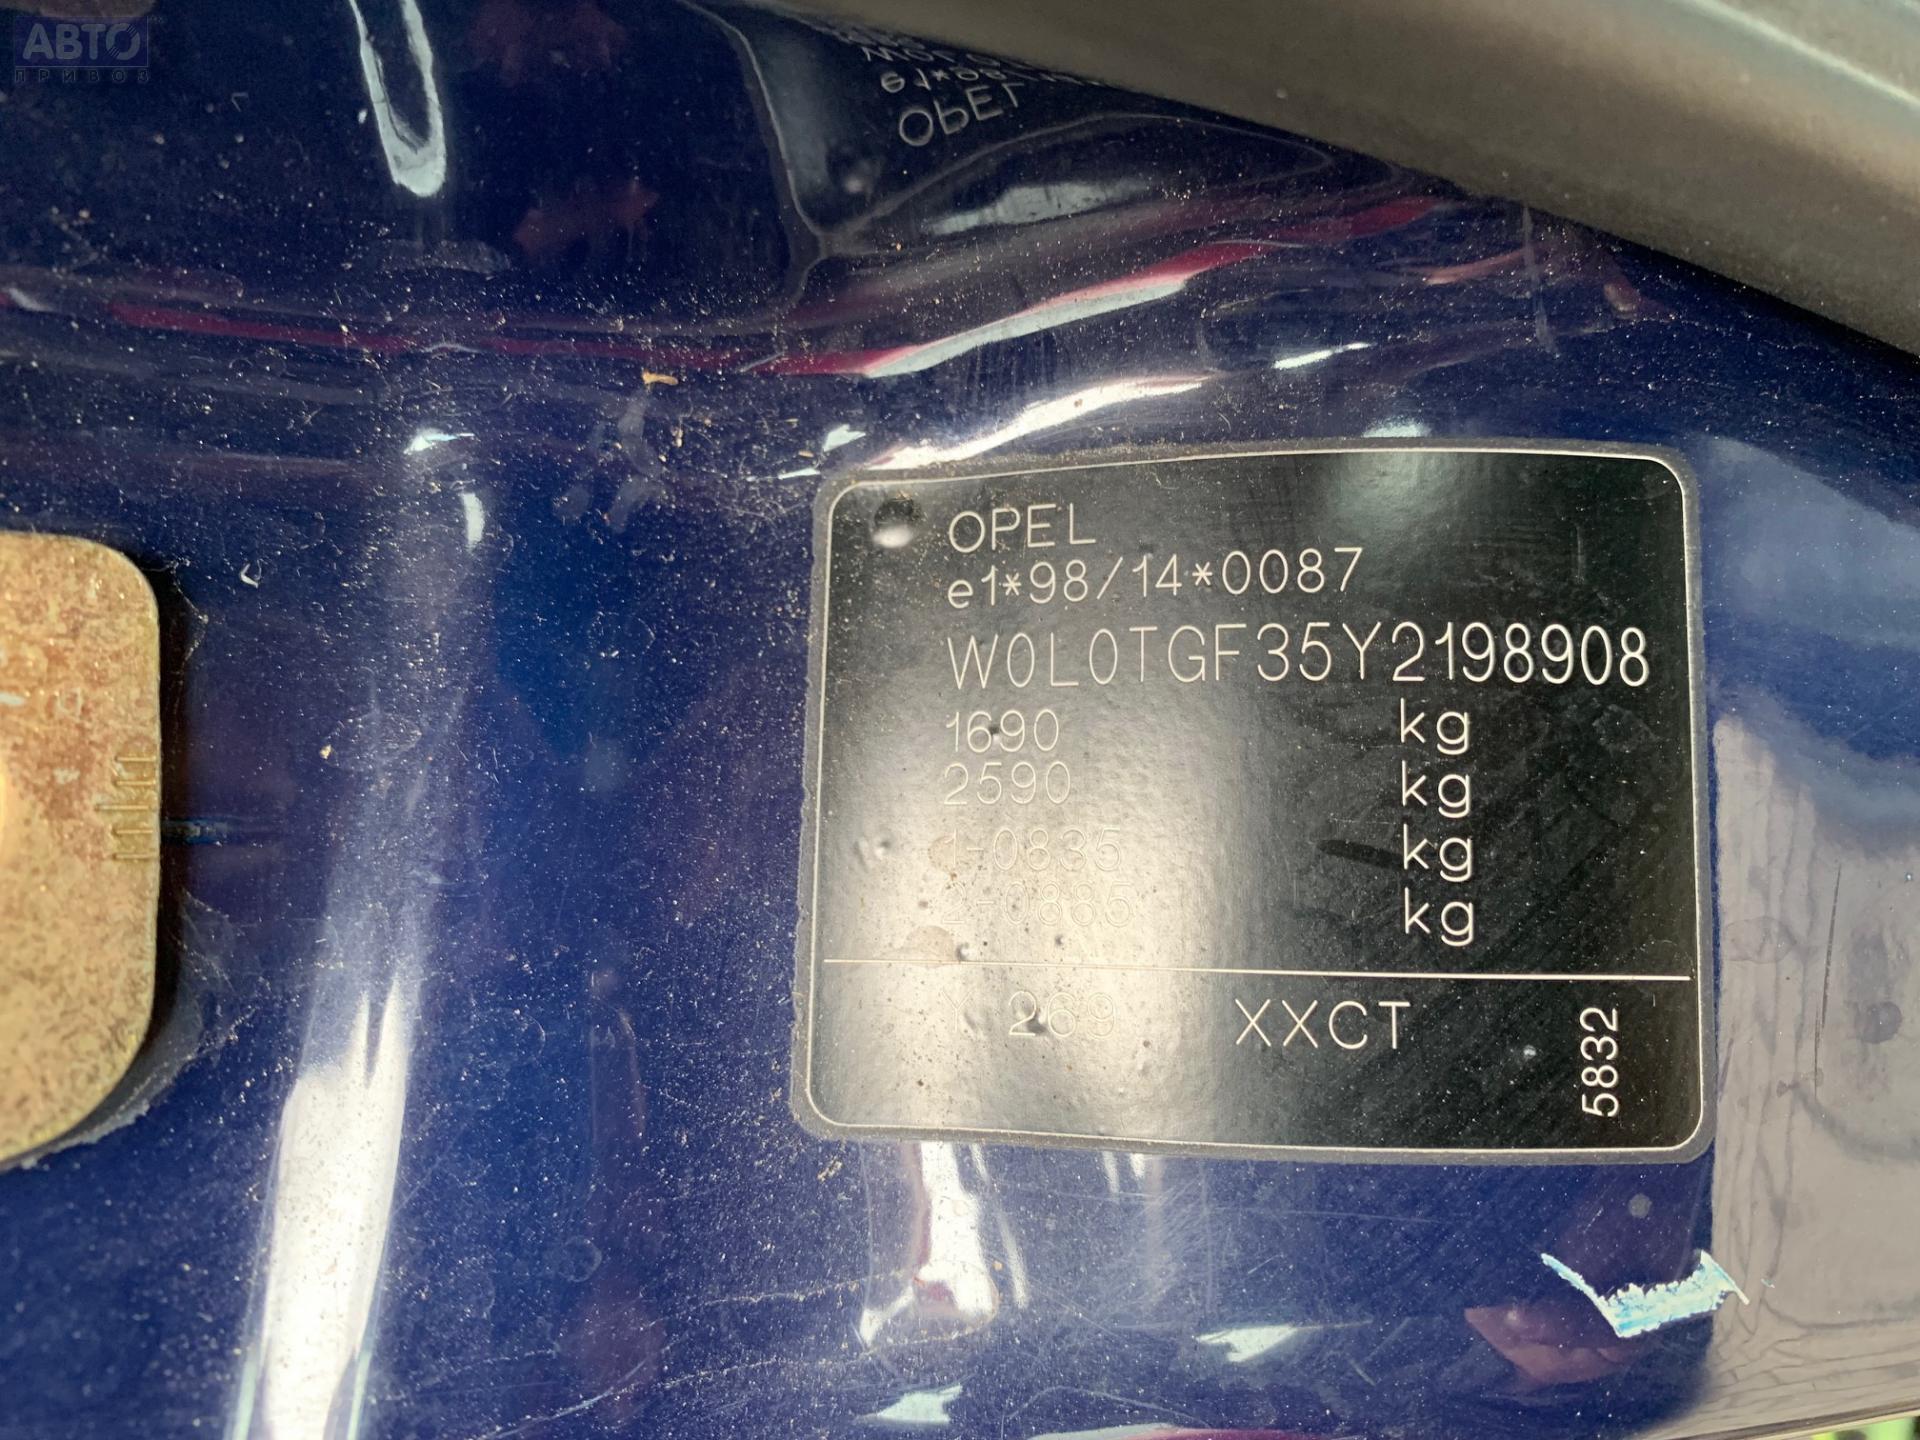 АВТО
ПРИВОЗ
OPEL
e1*98/14*0087
W0L0TGF35Y2198908
1690 kg
2590 kg
1-0835 kg
2-0885 kg
Y 269 XXCT
5832